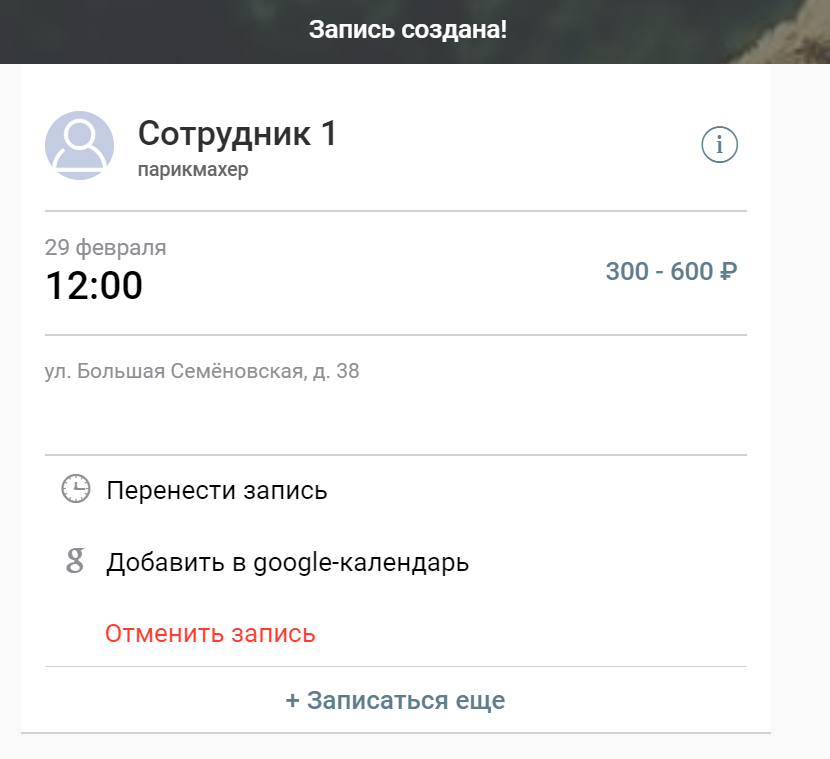 Запись создана!
Сотрудник 1
парикмахер
i
29 февраля
12:00
300 - 600 ₽
ул. Большая Семёновская, д. 38
Перенести запись
g Добавить в google-календарь
Отменить запись
+ Записаться еще